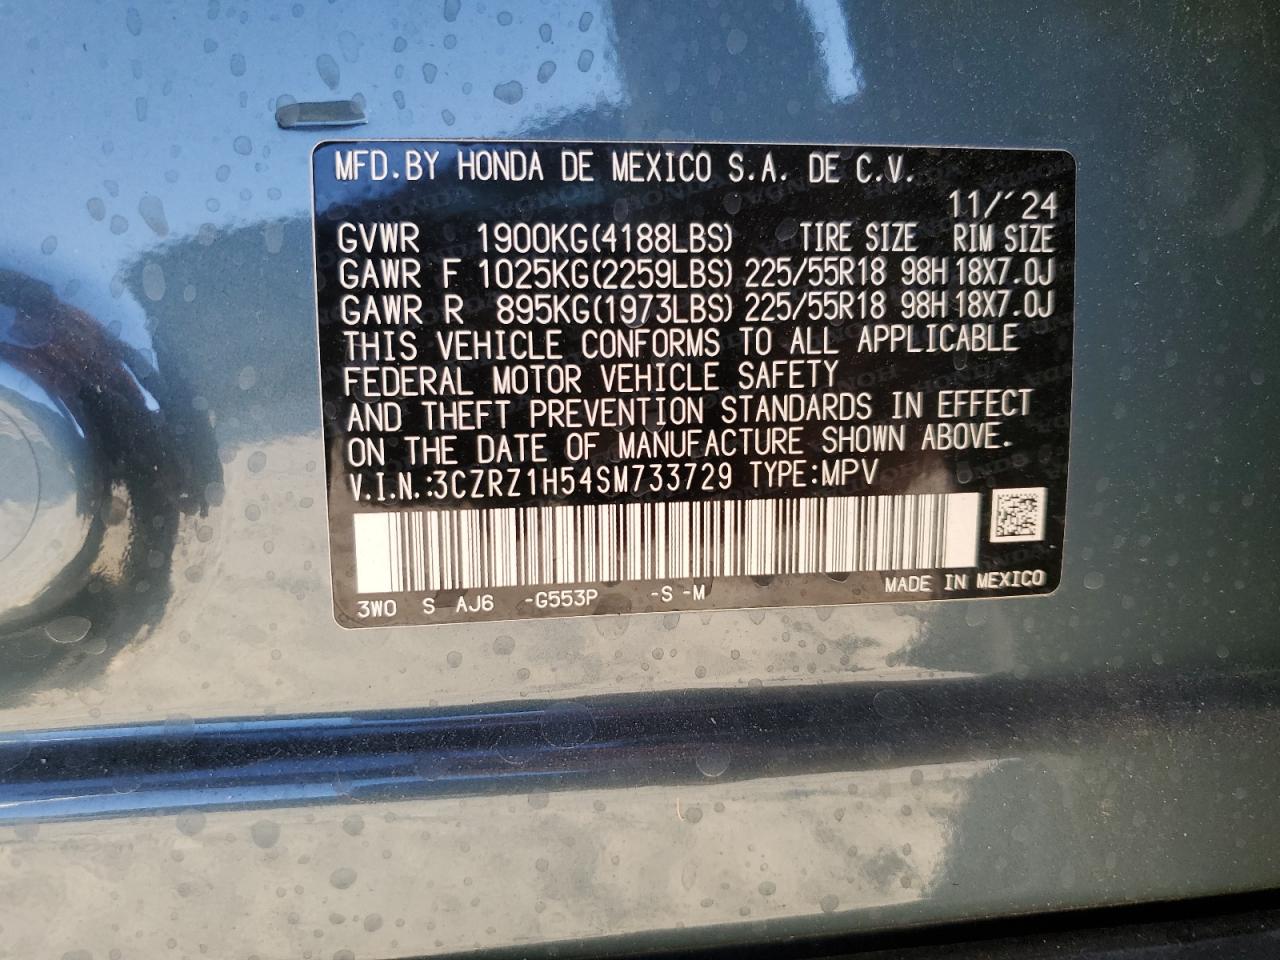 MFD.BY HONDA DE MEXICO S.A. DE C.V.
11/'24
GVWR 1900KG(4188LBS) TIRE SIZE RIM SIZE
GAWR F 1025KG(2259LBS) 225/55R18 98H 18X7.0J
GAWR R 895KG(1973LBS) 225/55R18 98H 18X7.0J
THIS VEHICLE CONFORMS TO ALL APPLICABLE
FEDERAL MOTOR VEHICLE SAFETY
AND THEFT PREVENTION STANDARDS IN EFFECT
ON THE DATE OF MANUFACTURE SHOWN ABOVE.
V.I.N.:3CZRZ1H54SM733729 TYPE:MPV
3W0 S AJ6 -G553P -S -M MADE IN MEXICO